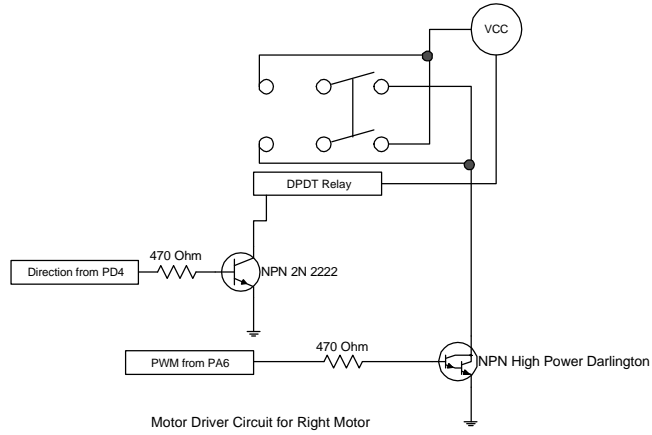 VCC
DPDT Relay
470 Ohm
Direction from PD4
NPN 2N 2222
470 Ohm
PWM from PA6
NPN High Power Darlington
Motor Driver Circuit for Right Motor